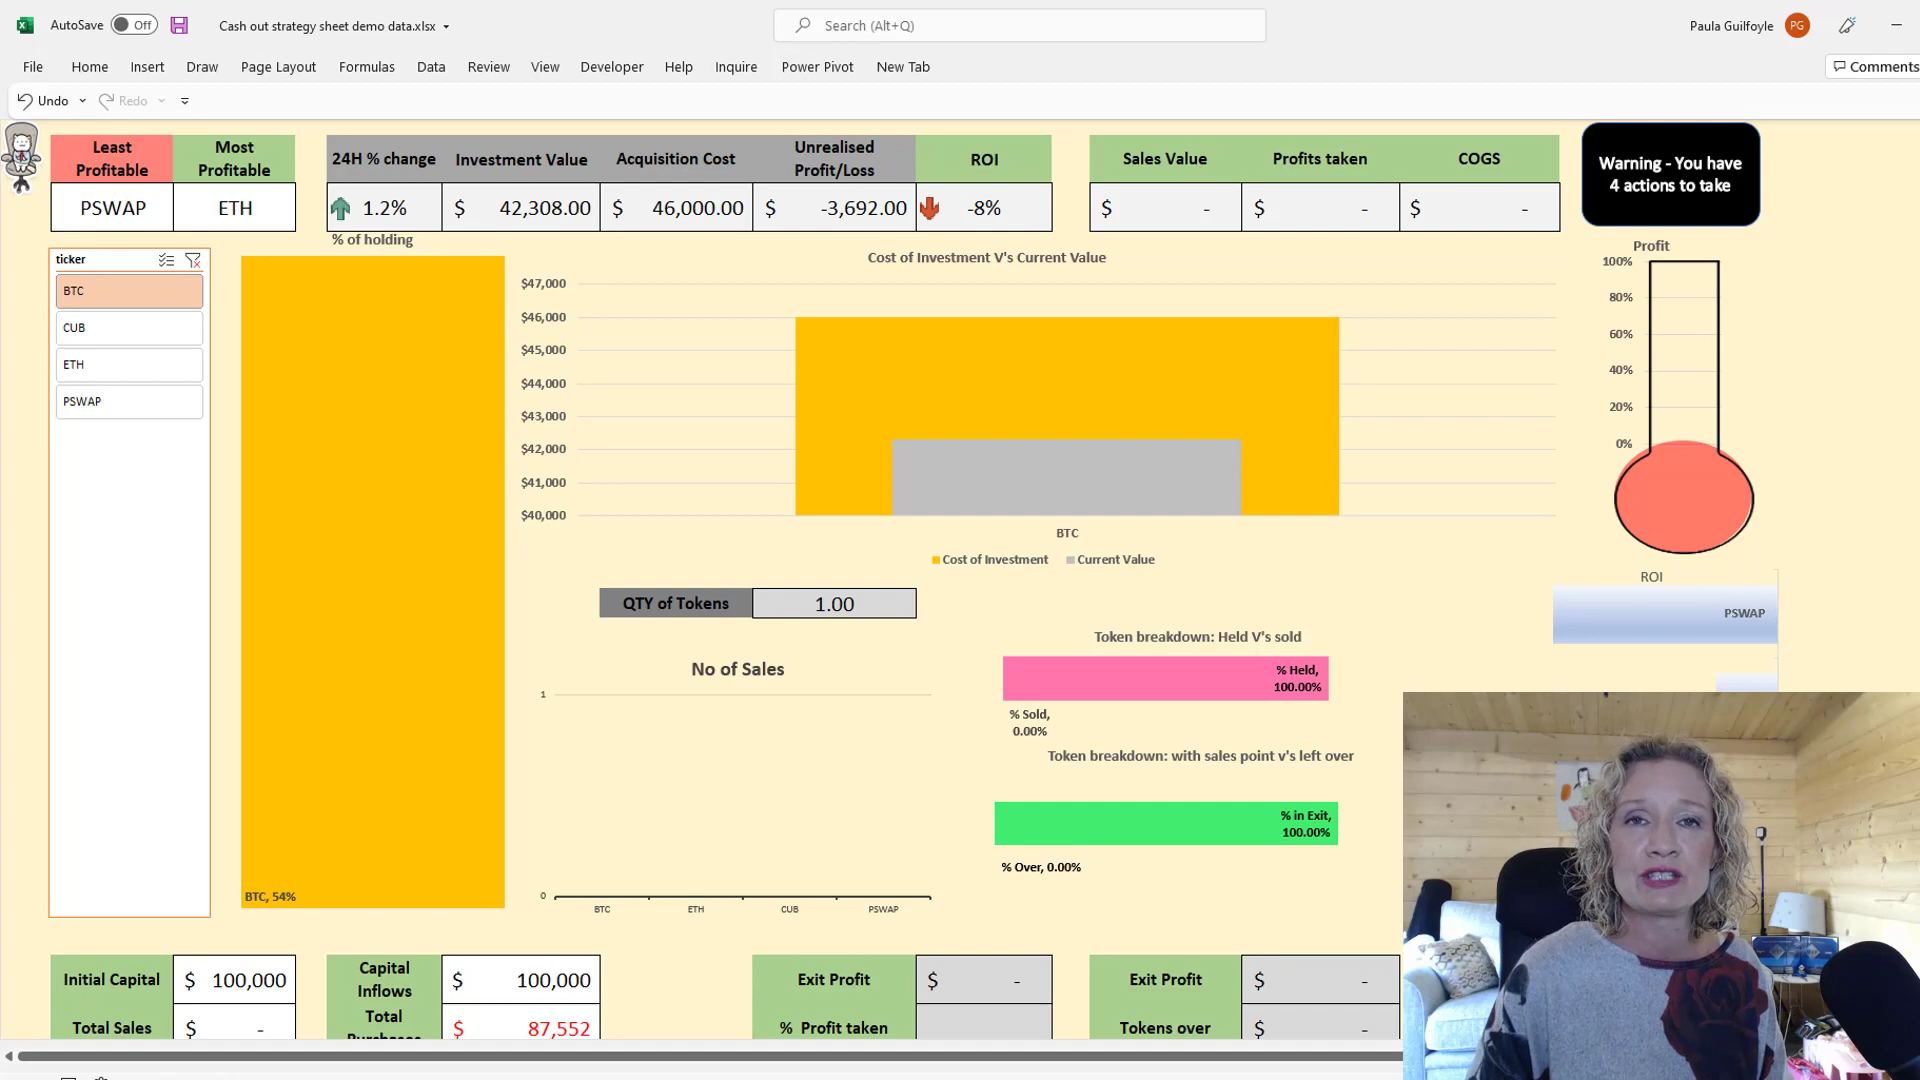 AutoSave Off Cash out strategy sheet demo data.xlsx Search (Alt+Q) Paula Guilfoyle PG
File Home Insert Draw Page Layout Formulas Data Review View Developer Help Inquire Power Pivot New Tab Comments
Undo Redo
Least Profitable
Most Profitable
PSWAP
ETH
24H % change
Investment Value
Acquisition Cost
Unrealised Profit/Loss
ROI
1.2%
$ 42,308.00
$ 46,000.00
$ -3,692.00
-8%
Sales Value
Profits taken
COGS
$ -
$ -
$ -
Warning - You have
4 actions to take
ticker
BTC
CUB
ETH
PSWAP
% of holding
BTC, 54%
Cost of Investment V's Current Value
$47,000
$46,000
$45,000
$44,000
$43,000
$42,000
$41,000
$40,000
BTC
Cost of Investment Current Value
Profit
100%
80%
60%
40%
20%
0%
ROI
PSWAP
QTY of Tokens 1.00
No of Sales
1
0
BTC ETH CUB PSWAP
Token breakdown: Held V's sold
% Held,
100.00%
% Sold,
0.00%
Token breakdown: with sales point v's left over
% in Exit,
100.00%
% Over, 0.00%
Initial Capital $ 100,000
Total Sales $ -
Capital Inflows $ 100,000
Total Purchases $ 87,552
Exit Profit $ -
% Profit taken
Exit Profit $ -
Tokens over $ -